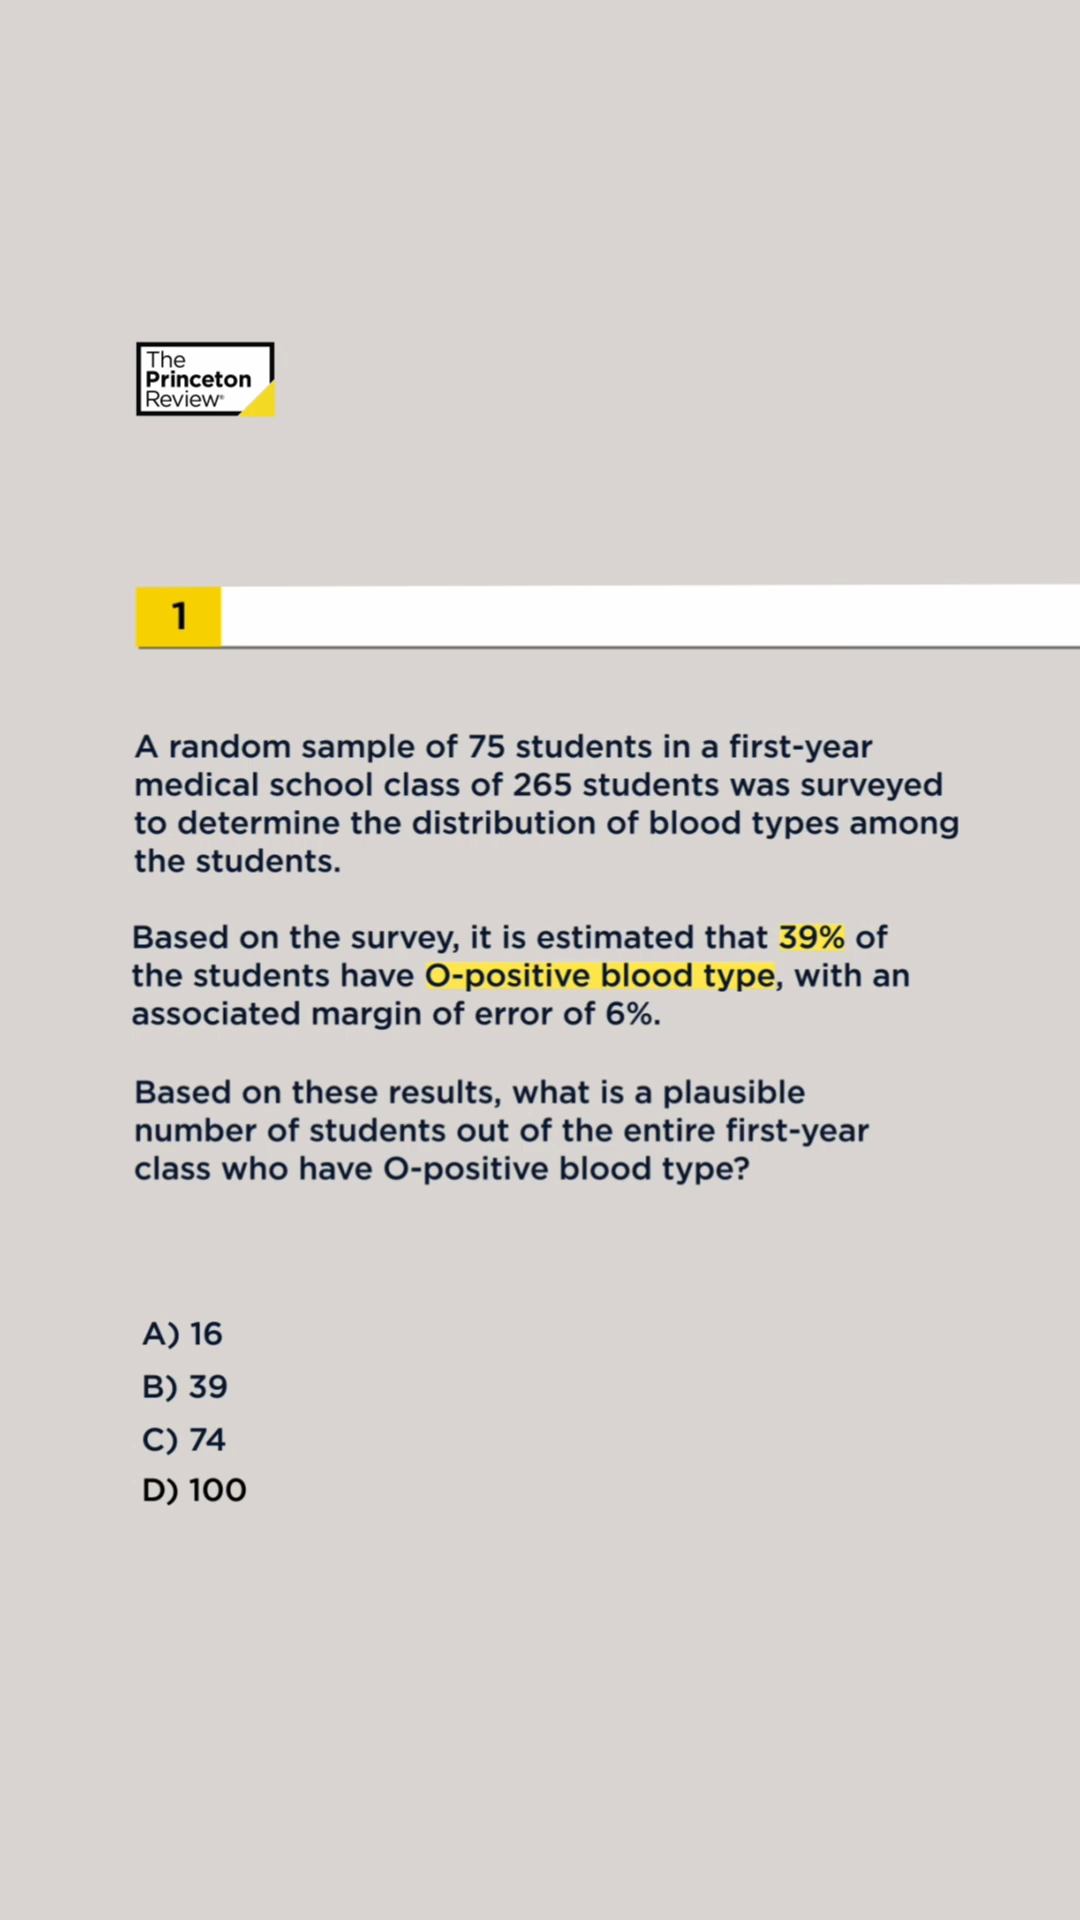 The
Princeton
Review®
1
A random sample of 75 students in a first-year
medical school class of 265 students was surveyed
to determine the distribution of blood types among
the students.
Based on the survey, it is estimated that 39% of
the students have O-positive blood type, with an
associated margin of error of 6%.
Based on these results, what is a plausible
number of students out of the entire first-year
class who have O-positive blood type?
A) 16
B) 39
C) 74
D) 100